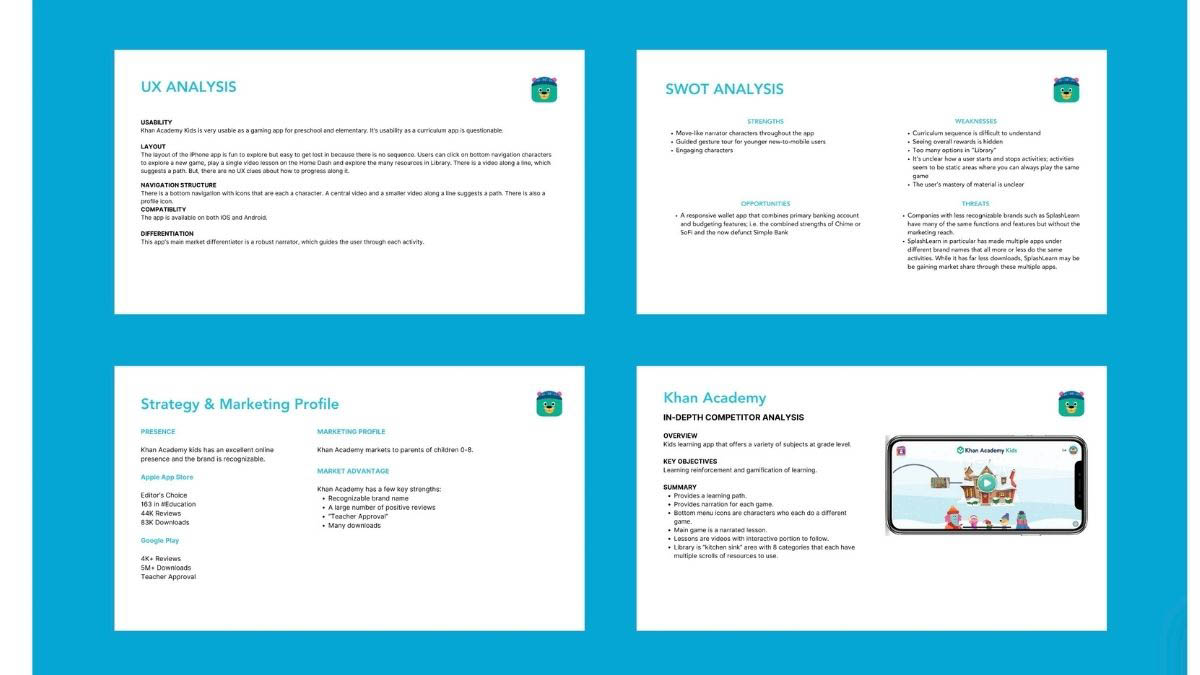 UX ANALYSIS
USABILITY
Khan Academy Kids is very usable as a gaming app for preschool and elementary. It's usability as a curriculum app is questionable.
LAYOUT
The layout of the iPhone app is fun to explore but easy to get lost in because there is no sequence. Users can click on bottom navigation characters
to explore a new game, play a single video lesson on the Home Dash and explore the many resources in Library. There is a video along a line, which
suggests a path. But, there are no UX clues about how to progress along it.
NAVIGATION STRUCTURE
There is a bottom navigation with icons that are each a character. A central video and a smaller video along a line suggests a path. There is also a
profile icon.
COMPATIBLITY
The app is available on both iOS and Android.
DIFFERENTIATION
This app's main market differentiator is a robust narrator, which guides the user through each activity.
SWOT ANALYSIS
STRENGTHS
• Move-like narrator characters throughout the app
• Guided gesture tour for younger new-to-mobile users
• Engaging characters
WEAKNESSES
• Curriculum sequence is difficult to understand
• Seeing overall rewards is hidden
• Too many options in "Library"
• It's unclear how a user starts and stops activities; activities
seem to be static areas where you can always play the same
game
• The user's mastery of material is unclear
OPPORTUNITIES
• A responsive wallet app that combines primary banking account
and budgeting features; i.e. the combined strengths of Chime or
SoFi and the now defunct Simple Bank
THREATS
• Companies with less recognizable brands such as SplashLearn
have many of the same functions and features but without the
marketing reach.
• SplashLearn in particular has made multiple apps under
different brand names that all more or less do the same
activities. While it has far less downloads, SplashLearn may be
be gaining market share through these multiple apps.
Strategy & Marketing Profile
PRESENCE
Khan Academy kids has an excellent online
presence and the brand is recognizable.
Apple App Store
Editor's Choice
163 in #Education
44K Reviews
83K Downloads
Google Play
4K+ Reviews
5M+ Downloads
Teacher Approval
MARKETING PROFILE
Khan Academy markets to parents of children 0-8.
MARKET ADVANTAGE
Khan Academy has a few key strengths:
• Recognizable brand name
• A large number of positive reviews
• "Teacher Approval"
• Many downloads
Khan Academy
IN-DEPTH COMPETITOR ANALYSIS
OVERVIEW
Kids learning app that offers a variety of subjects at grade level.
KEY OBJECTIVES
Learning reinforcement and gamification of learning.
SUMMARY
• Provides a learning path.
• Provides narration for each game.
• Bottom menu icons are characters who each do a different
game.
• Main game is a narrated lesson.
• Lessons are videos with interactive portion to follow.
• Library is "kitchen sink" area with 8 categories that each have
multiple scrolls of resources to use.
Khan Academy Kids